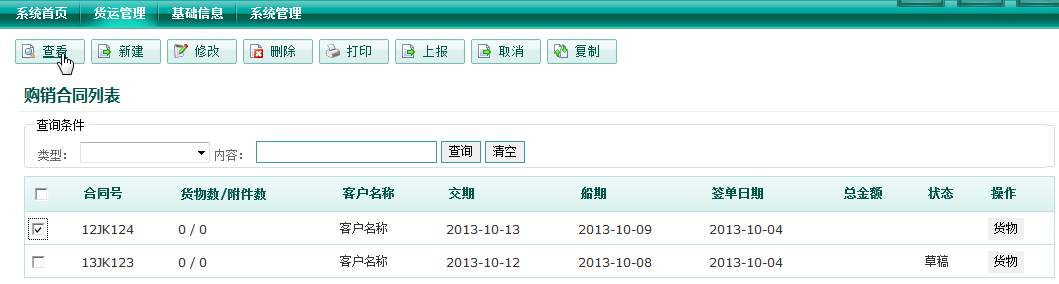 系统首页 货运管理 基础信息 系统管理
查看 新建 修改 删除 打印 上报 取消 复制
购销合同列表
查询条件
类型： 内容： 查询 清空
合同号 货物数/附件数 客户名称 交期 船期 签单日期 总金额 状态 操作
12JK124 0 / 0 客户名称 2013-10-13 2013-10-09 2013-10-04 货物
13JK123 0 / 0 客户名称 2013-10-12 2013-10-08 2013-10-04 草稿 货物